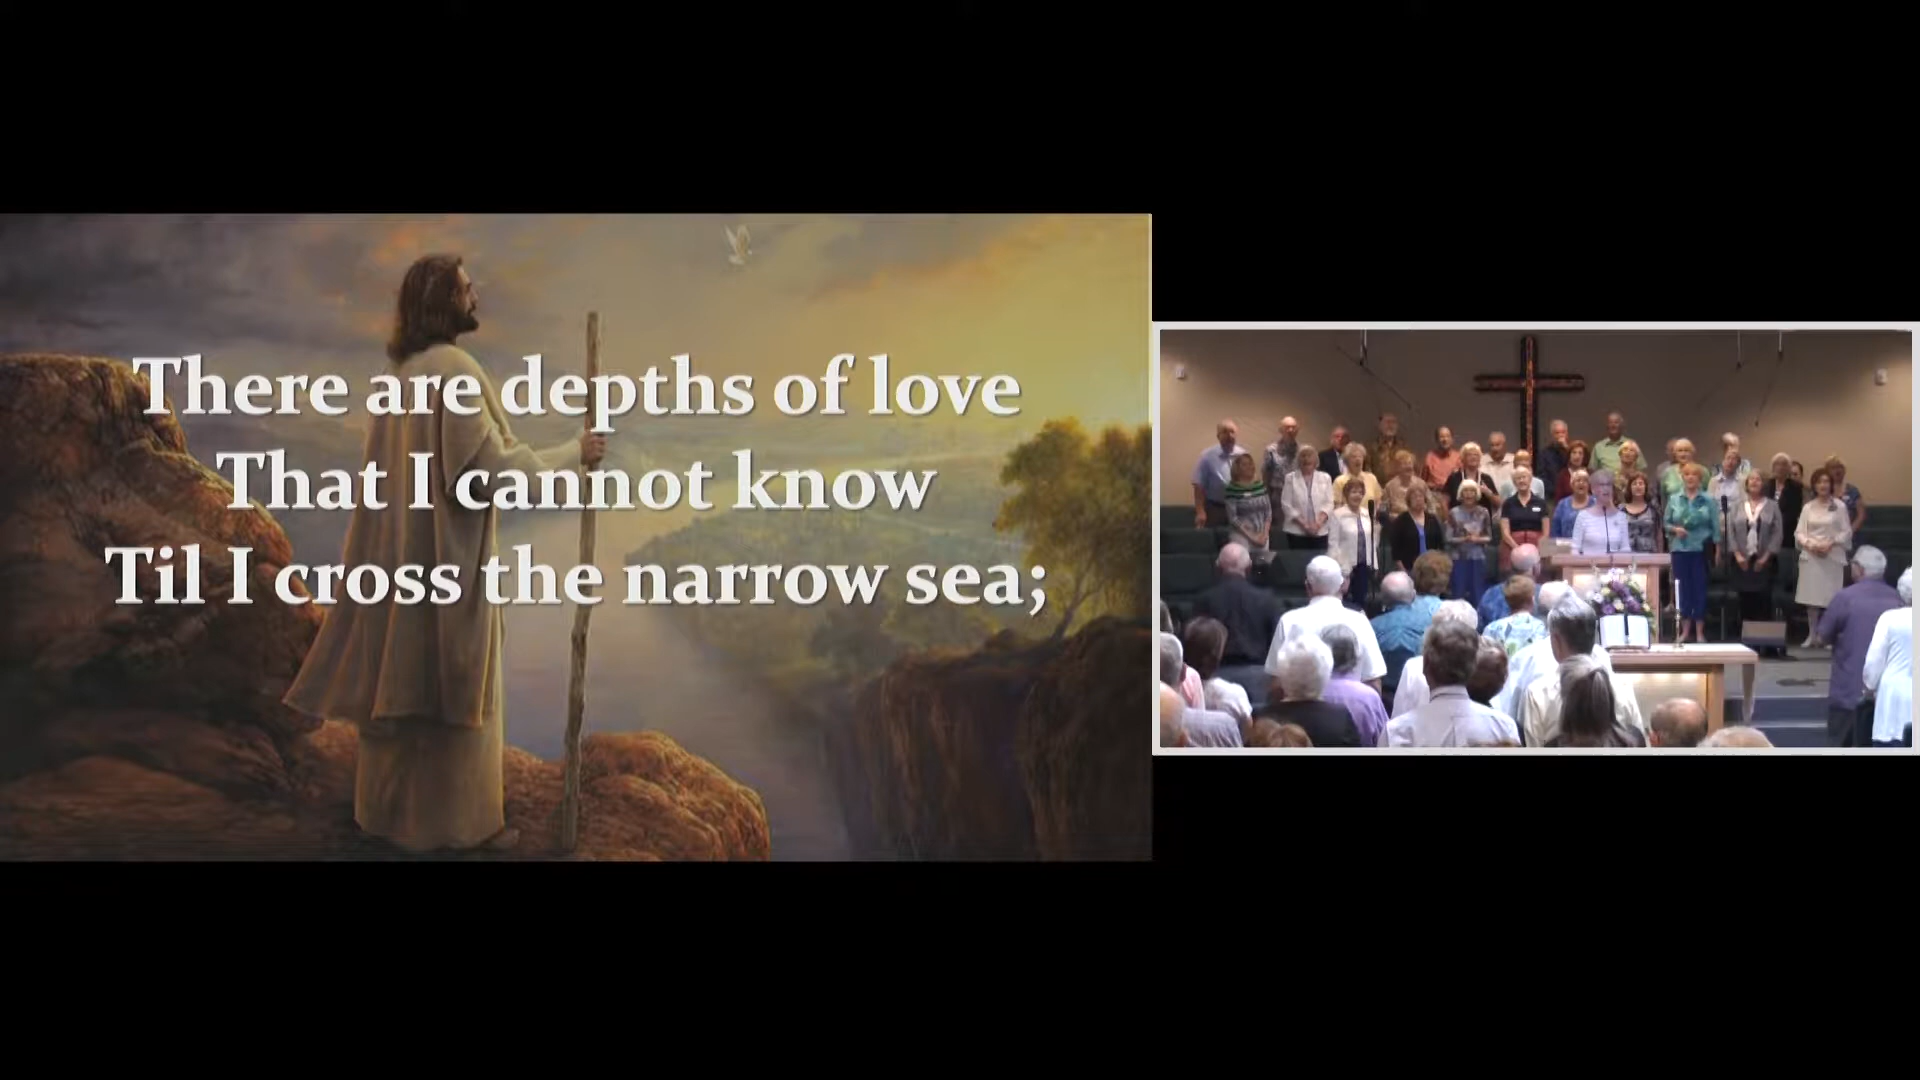 There are depths of love
That I cannot know
Til I cross the narrow sea;